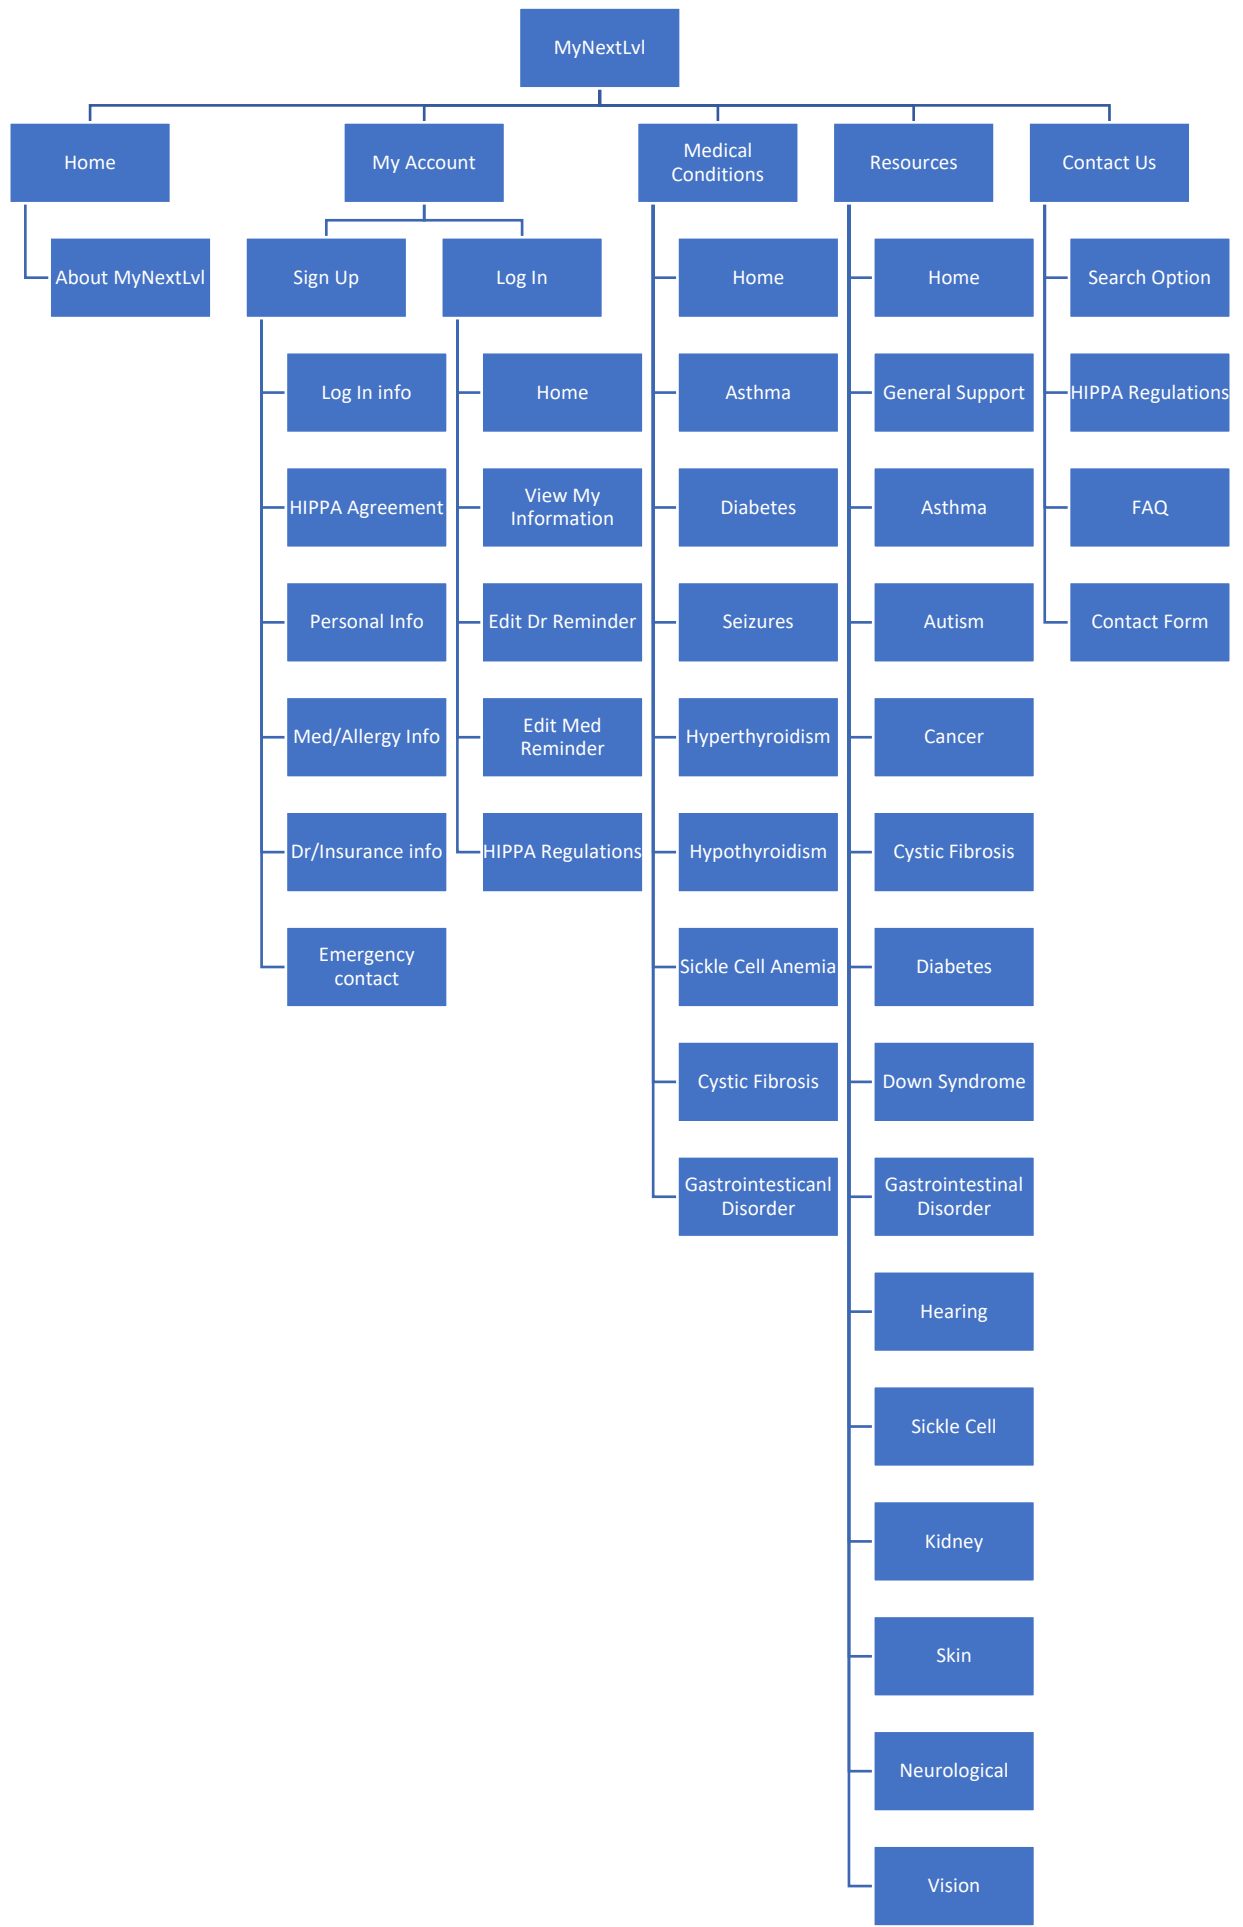 MyNextLvl
Home
My Account
Medical
Conditions
Resources
Contact Us
About MyNextLvl
Sign Up
Log In
Home
Home
Search Option
Log In info
Home
Asthma
General Support
HIPPA Regulations
HIPPA Agreement
View My
Information
Diabetes
Asthma
FAQ
Personal Info
Edit Dr Reminder
Seizures
Autism
Contact Form
Med/Allergy Info
Edit Med
Reminder
Hyperthyroidism
Cancer
Dr/Insurance info
HIPPA Regulations
Hypothyroidism
Cystic Fibrosis
Emergency
contact
Sickle Cell Anemia
Diabetes
Cystic Fibrosis
Down Syndrome
Gastrointesticanl
Disorder
Gastrointestinal
Disorder
Hearing
Sickle Cell
Kidney
Skin
Neurological
Vision